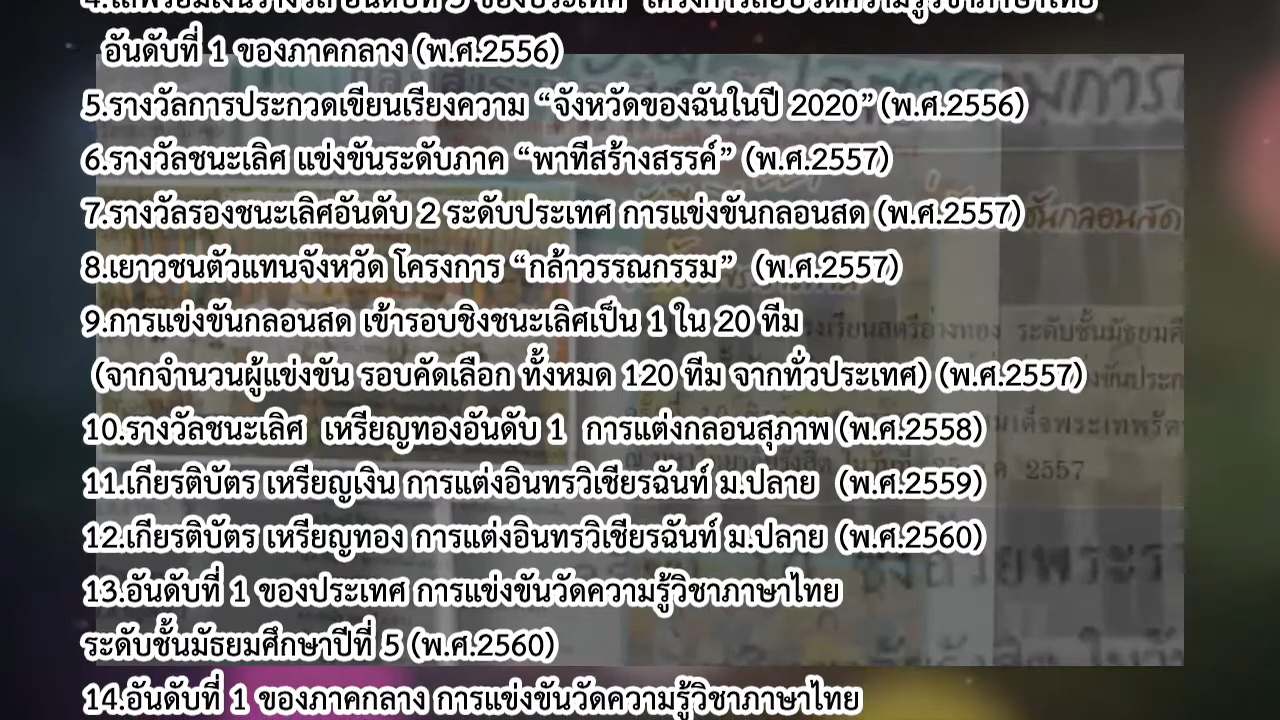 อันดับที่ 1 ของภาคกลาง (พ.ศ.2556)
5.รางวัลการประกวดเขียนเรียงความ “จังหวัดของฉันในปี 2020” (พ.ศ.2556)
6.รางวัลชนะเลิศ แข่งขันระดับภาค “พาทีสร้างสรรค์” (พ.ศ.2557)
7.รางวัลรองชนะเลิศอันดับ 2 ระดับประเทศ การแข่งขันกลอนสด (พ.ศ.2557)
8.เยาวชนตัวแทนจังหวัด โครงการ “กล้าวรรณกรรม” (พ.ศ.2557)
9.การแข่งขันกลอนสด เข้ารอบชิงชนะเลิศเป็น 1 ใน 20 ทีม
(จากจำนวนผู้แข่งขัน รอบคัดเลือก ทั้งหมด 120 ทีม จากทั่วประเทศ) (พ.ศ.2557)
10.รางวัลชนะเลิศ เหรียญทองอันดับ 1 การแต่งกลอนสุภาพ (พ.ศ.2558)
11.เกียรติบัตร เหรียญเงิน การแต่งอินทรวิเชียรฉันท์ ม.ปลาย (พ.ศ.2559)
12.เกียรติบัตร เหรียญทอง การแต่งอินทรวิเชียรฉันท์ ม.ปลาย (พ.ศ.2560)
13.อันดับที่ 1 ของประเทศ การแข่งขันวัดความรู้วิชาภาษาไทย
ระดับชั้นมัธยมศึกษาปีที่ 5 (พ.ศ.2560)
14.อันดับที่ 1 ของภาคกลาง การแข่งขันวัดความรู้วิชาภาษาไทย